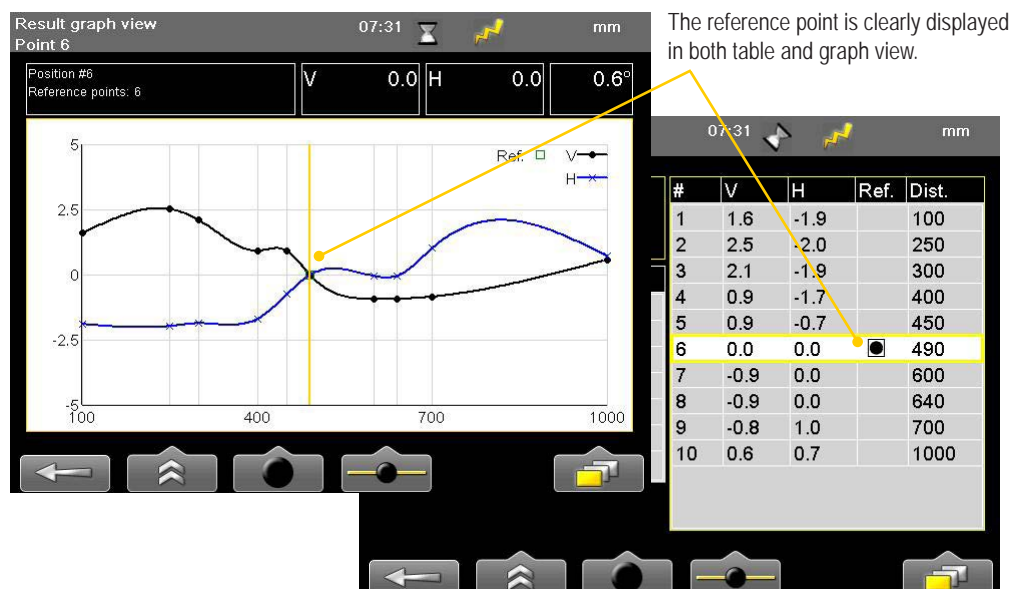 Result graph view
Point 6
07:31
mm
The reference point is clearly displayed
in both table and graph view.
Position #6
Reference points: 6
V 0.0 H 0.0 0.6°
Ref. V
H
5
2.5
0
-2.5
-5
100 400 700 1000
07:31
mm
# V H Ref. Dist.
1 1.6 -1.9 100
2 2.5 -2.0 250
3 2.1 -1.9 300
4 0.9 -1.7 400
5 0.9 -0.7 450
6 0.0 0.0 490
7 -0.9 0.0 600
8 -0.9 0.0 640
9 -0.8 1.0 700
10 0.6 0.7 1000